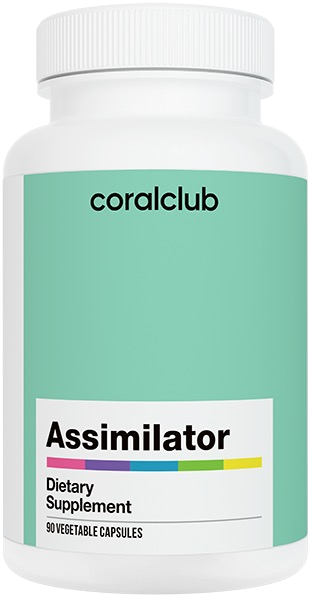 coralclub
Assimilator
Dietary
Supplement
90 VEGETABLE CAPSULES